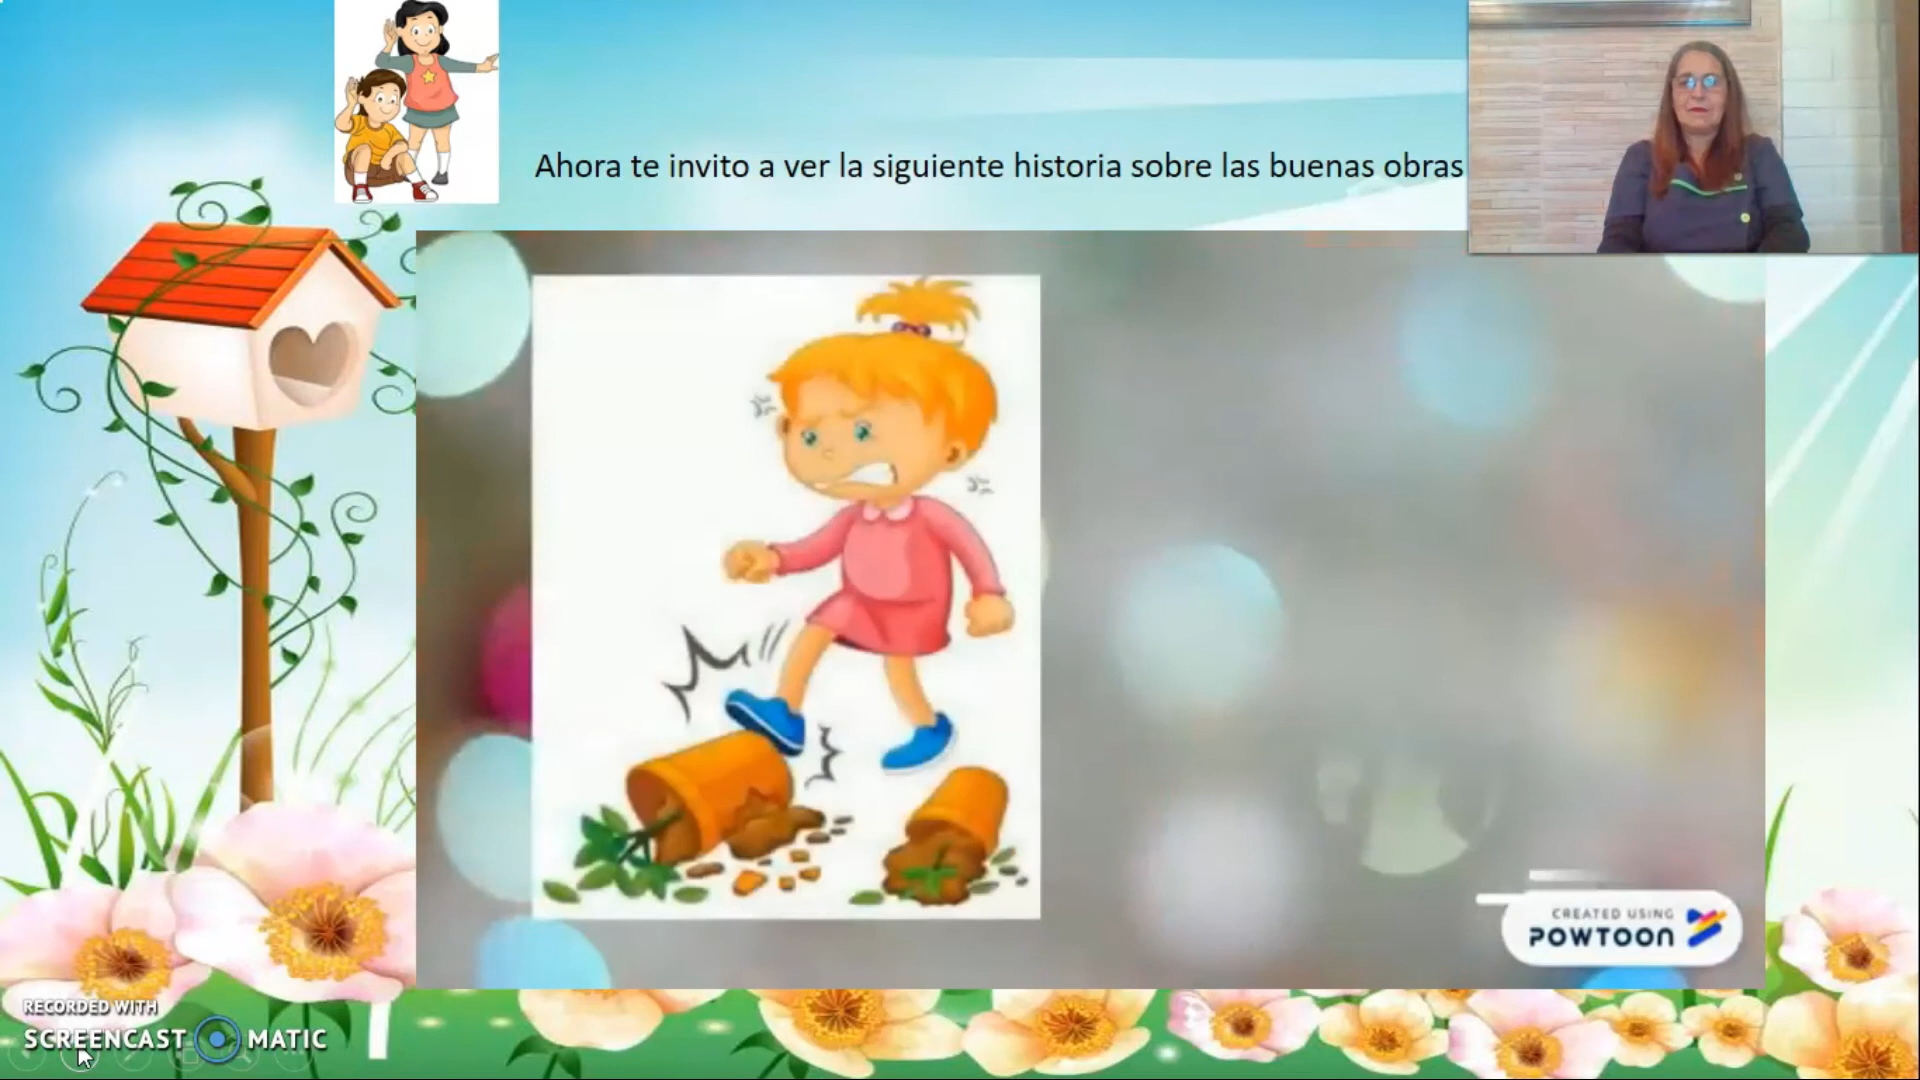 Ahora te invito a ver la siguiente historia sobre las buenas obras
CREATED USING
POWTOON
RECORDED WITH
SCREENCAST MATIC